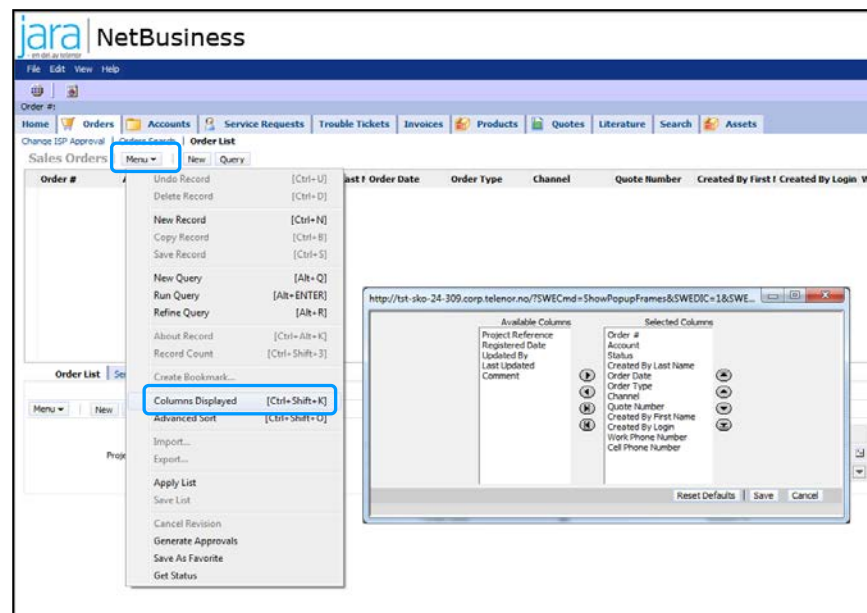 jara NetBusiness
- en del av telenor
File Edit View Help
Order #:
Home Orders Accounts Service Requests Trouble Tickets Invoices Products Quotes Literature Search Assets
Change ISP Approval | Orders Search | Order List
Sales Orders Menu New Query
Order # Last Order Date Order Type Channel Quote Number Created By First Created By Login
Undo Record [Ctrl+U]
Delete Record [Ctrl+D]
New Record [Ctrl+N]
Copy Record [Ctrl+B]
Save Record [Ctrl+S]
New Query [Alt+Q]
Run Query [Alt+ENTER]
Refine Query [Alt+R]
About Record [Ctrl+Alt+K]
Record Count [Ctrl+Shift+3]
Create Bookmark...
Columns Displayed [Ctrl+Shift+K]
Advanced Sort [Ctrl+Shift+O]
Import...
Export...
Apply List
Save List
Cancel Revision
Generate Approvals
Save As Favorite
Get Status
Order List
Menu New
http://tst-sko-24-309.corp.telenor.no/?SWECmd=ShowPopupFrames&SWEDIC=1&SWE...
Available Columns
Project Reference
Registered Date
Updated By
Last Updated
Comment
Selected Columns
Order #
Account
Status
Created By Last Name
Order Date
Order Type
Channel
Quote Number
Created By First Name
Created By Login
Work Phone Number
Cell Phone Number
Reset Defaults | Save Cancel